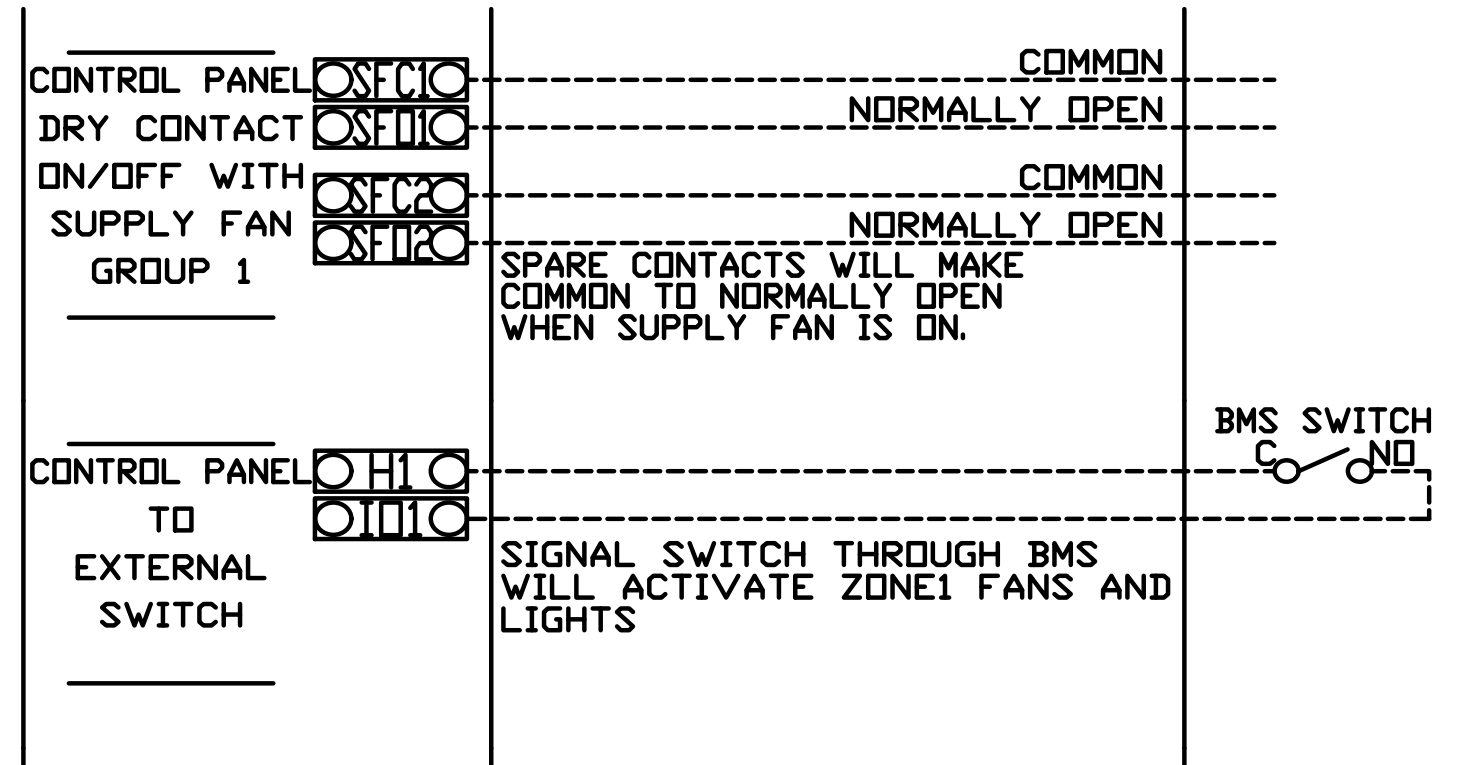 CONTROL PANEL
DRY CONTACT
ON/OFF WITH
SUPPLY FAN
GROUP 1
SFC1
COMMON
SFO1
NORMALLY OPEN
SFC2
COMMON
SFO2
NORMALLY OPEN
SPARE CONTACTS WILL MAKE
COMMON TO NORMALLY OPEN
WHEN SUPPLY FAN IS ON.
CONTROL PANEL
TO
EXTERNAL
SWITCH
H1
IO1
BMS SWITCH
C NO
SIGNAL SWITCH THROUGH BMS
WILL ACTIVATE ZONE1 FANS AND
LIGHTS